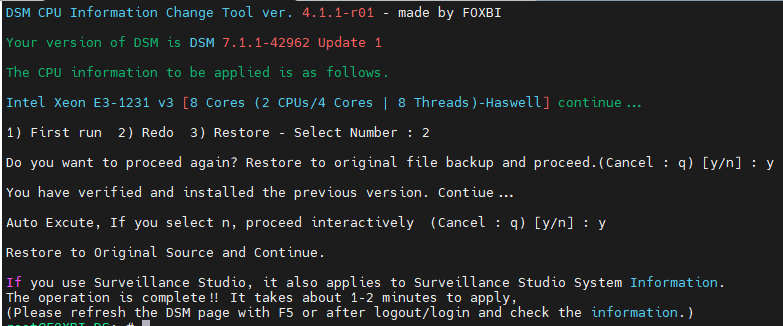 DSM CPU Information Change Tool ver. 4.1.1-r01 - made by FOXBI
Your version of DSM is DSM 7.1.1-42962 Update 1
The CPU information to be applied is as follows.
Intel Xeon E3-1231 v3 [8 Cores (2 CPUs/4 Cores | 8 Threads)-Haswell] continue...
1) First run  2) Redo  3) Restore - Select Number : 2
Do you want to proceed again? Restore to original file backup and proceed.(Cancel : q) [y/n] : y
You have verified and installed the previous version. Contiue...
Auto Excute, If you select n, proceed interactively  (Cancel : q) [y/n] : y
Restore to Original Source and Continue.
If you use Surveillance Studio, it also applies to Surveillance Studio System Information.
The operation is complete!! It takes about 1-2 minutes to apply,
(Please refresh the DSM page with F5 or after logout/login and check the information.)